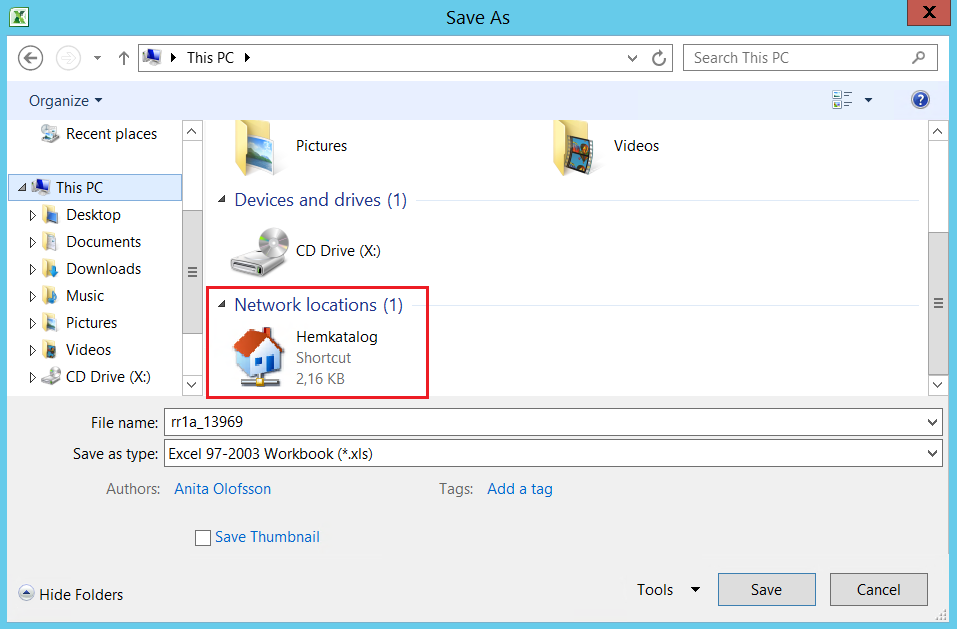 Save As
This PC
Search This PC
Organize
Recent places
This PC
Desktop
Documents
Downloads
Music
Pictures
Videos
CD Drive (X:)
Pictures
Videos
Devices and drives (1)
CD Drive (X:)
Network locations (1)
Hemkatalog
Shortcut
2,16 KB
File name: rr1a_13969
Save as type: Excel 97-2003 Workbook (*.xls)
Authors: Anita Olofsson
Tags: Add a tag
Save Thumbnail
Hide Folders
Tools
Save
Cancel